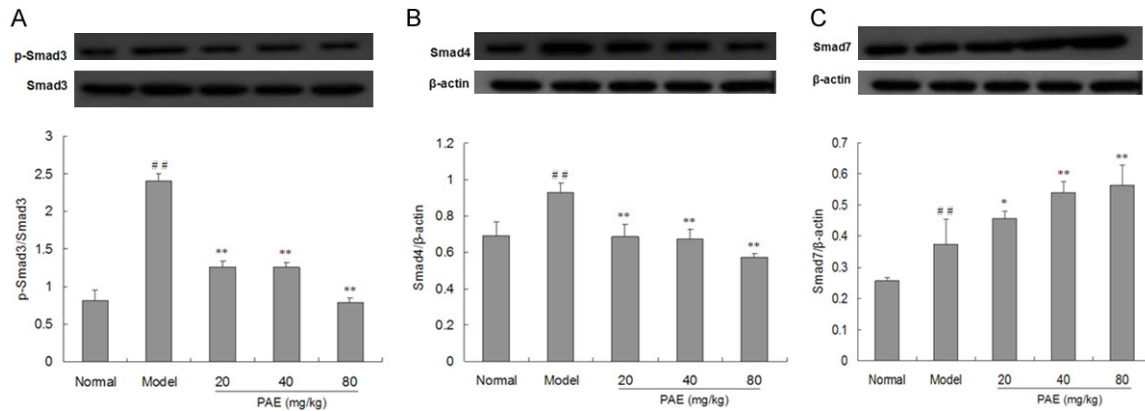 A
p-Smad3
Smad3
p-Smad3/Smad3
3
2.5
2
1.5
1
0.5
0
##
**
**
**
Normal Model 20 40 80
PAE (mg/kg)
B
Smad4
β-actin
Smad4/β-actin
1.2
1
0.8
0.6
0.4
0.2
0
##
**
**
**
Normal Model 20 40 80
PAE (mg/kg)
C
Smad7
β-actin
Smad7/β-actin
0.7
0.6
0.5
0.4
0.3
0.2
0.1
0
##
*
**
**
Normal Model 20 40 80
PAE (mg/kg)